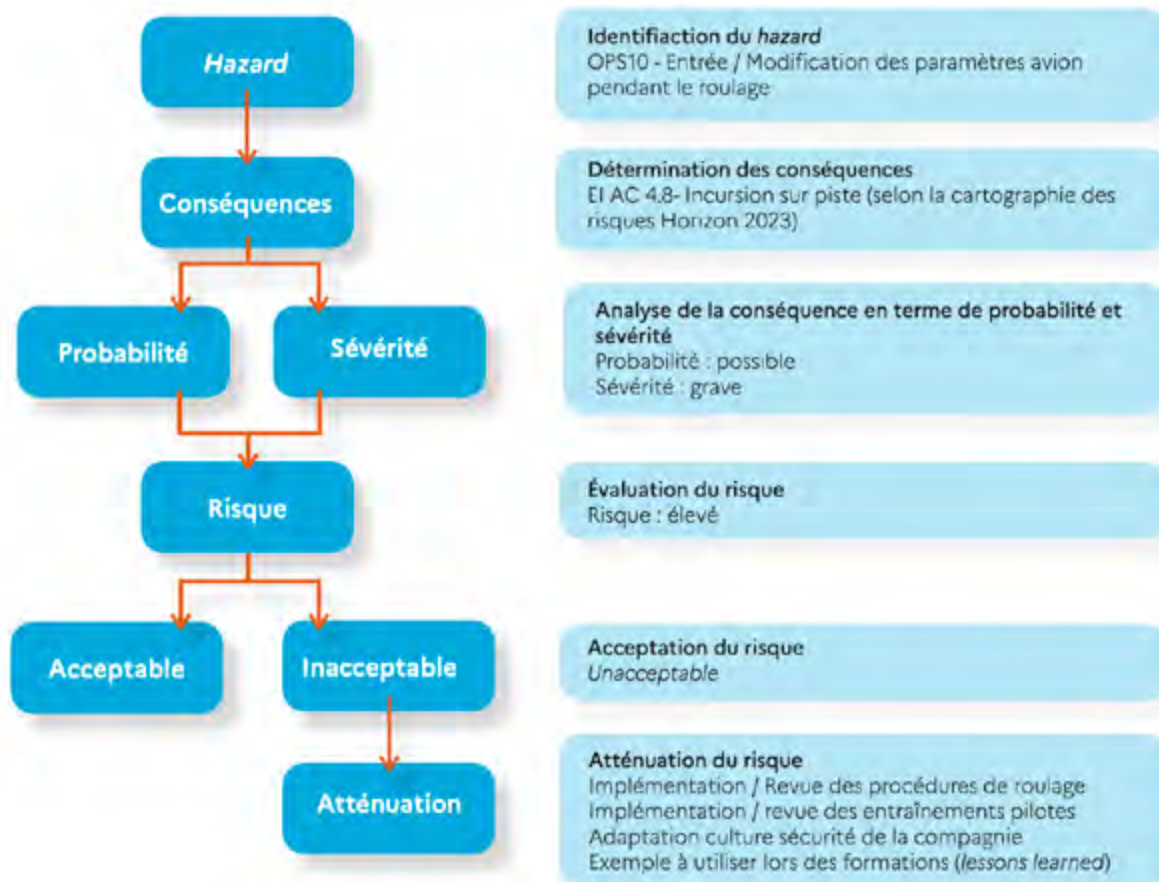 Hazard
Identifiaction du hazard
OPS10 - Entrée / Modification des paramètres avion
pendant le roulage
Conséquences
Détermination des conséquences
EI AC 4.8- Incursion sur piste (selon la cartographie des
risques Horizon 2023)
Probabilité
Sévérité
Analyse de la conséquence en terme de probabilité et
sévérité
Probabilité : possible
Sévérité : grave
Risque
Évaluation du risque
Risque : élevé
Acceptable
Inacceptable
Acceptation du risque
Unacceptable
Atténuation
Atténuation du risque
Implémentation / Revue des procédures de roulage
Implémentation / revue des entraînements pilotes
Adaptation culture sécurité de la compagnie
Exemple à utiliser lors des formations (lessons learned)